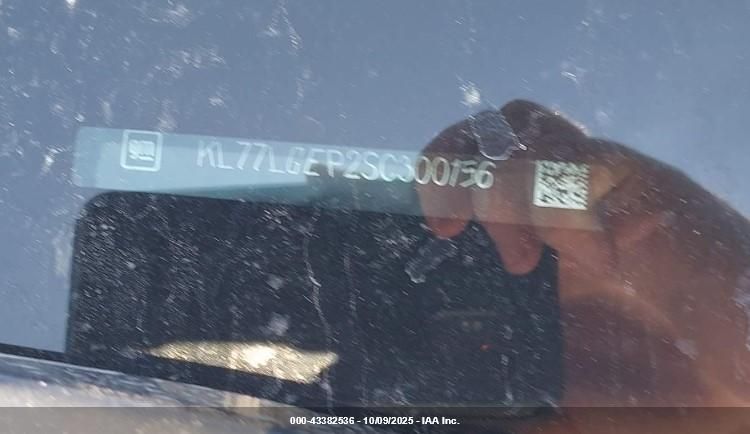 gm KL77LGEP2SC300156
000-43382536 - 10/09/2025 - IAA Inc.